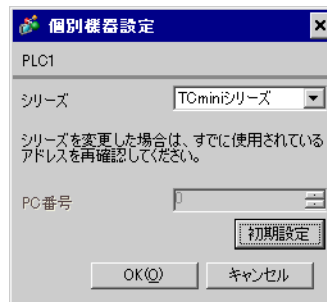 個別機器設定
PLC1
シリーズ TCminiシリーズ
シリーズを変更した場合は、すでに使用されている
アドレスを再確認してください。
PC番号 0
初期設定
OK(O) キャンセル